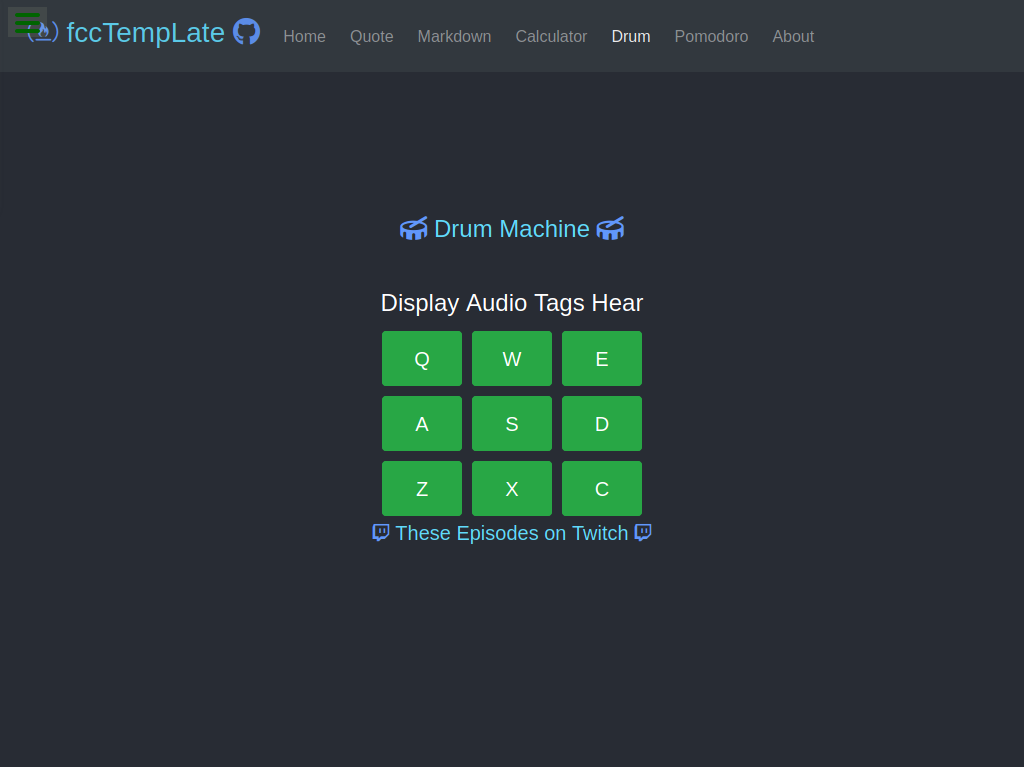 fccTempLate Home Quote Markdown Calculator Drum Pomodoro About
Drum Machine
Display Audio Tags Hear
Q W E
A S D
Z X C
These Episodes on Twitch